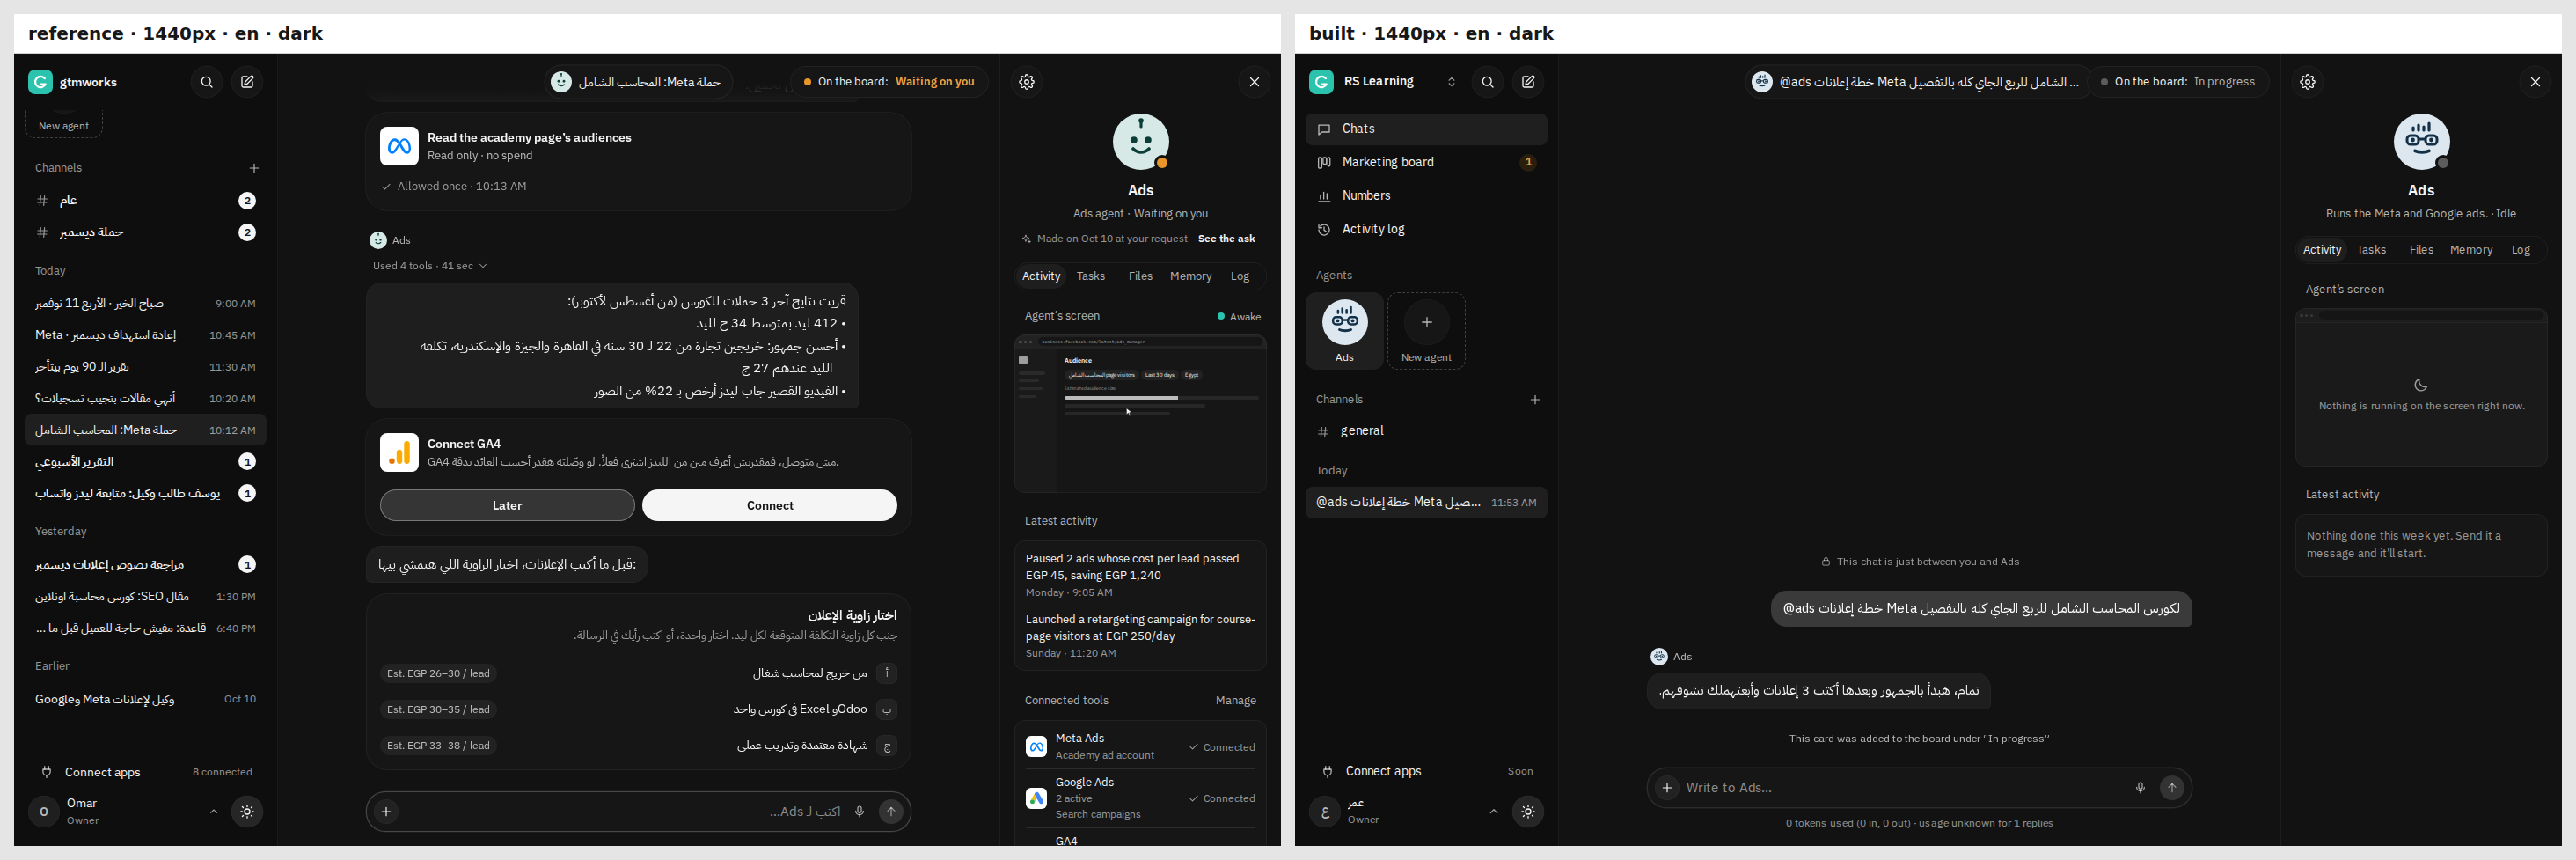 reference · 1440px · en · dark
gtmworks
New agent
Channels
# عام 2
# حملة ديسمبر 2
Today
صباح الخير · الأربع 11 نوفمبر 9:00 AM
إعادة استهداف ديسمبر · Meta 10:45 AM
تقرير الـ 90 يوم بيتأخر 11:30 AM
أنهي مقالات بتجيب تسجيلات؟ 10:20 AM
حملة Meta: المحاسب الشامل 10:12 AM
التقرير الأسبوعي 1
يوسف طالب وكيل: متابعة ليدز واتساب 1
Yesterday
مراجعة نصوص إعلانات ديسمبر 1
مقال SEO: كورس محاسبة اونلاين 1:30 PM
قاعدة: مفيش حاجة للعميل قبل ما ... 6:40 PM
Earlier
وكيل لإعلانات Meta وGoogle Oct 10
Connect apps 8 connected
O Omar
Owner
حملة Meta: المحاسب الشامل
On the board: Waiting on you
Read the academy page's audiences
Read only · no spend
Allowed once · 10:13 AM
Ads
Used 4 tools · 41 sec
قريت نتايج آخر 3 حملات للكورس (من أغسطس لأكتوبر):
• 412 ليد بمتوسط 34 ج لليد
• أحسن جمهور: خريجين تجارة من 22 لـ 30 سنة في القاهرة والجيزة والإسكندرية، تكلفة
الليد عندهم 27 ج
• الفيديو القصير جاب ليدز أرخص بـ 22% من الصور
Connect GA4
GA4 مش متوصل، فمقدرتش أعرف مين من الليدز اشترى فعلاً. لو وصّلته هقدر أحسب العائد بدقة.
Later
Connect
قبل ما أكتب الإعلانات، اختار الزاوية اللي هنمشي بيها:
اختار زاوية الإعلان
جنب كل زاوية التكلفة المتوقعة لكل ليد. اختار واحدة، أو اكتب رأيك في الرسالة.
أ من خريج لمحاسب شغال Est. EGP 26–30 / lead
ب Odooو Excel في كورس واحد Est. EGP 30–35 / lead
ج شهادة معتمدة وتدريب عملي Est. EGP 33–38 / lead
اكتب لـ Ads...
Ads
Ads agent · Waiting on you
Made on Oct 10 at your request See the ask
Activity Tasks Files Memory Log
Agent's screen Awake
business.facebook.com/latest/ads_manager
Audience
المحاسب الشامل page visitors Last 30 days Egypt
Estimated audience size
Latest activity
Paused 2 ads whose cost per lead passed
EGP 45, saving EGP 1,240
Monday · 9:05 AM
Launched a retargeting campaign for course-
page visitors at EGP 250/day
Sunday · 11:20 AM
Connected tools Manage
Meta Ads
Academy ad account
Connected
Google Ads
2 active
Search campaigns
Connected
GA4
built · 1440px · en · dark
RS Learning
Chats
Marketing board 1
Numbers
Activity log
Agents
Ads
New agent
Channels
# general
Today
@ads خطة إعلانات Meta صيل... 11:53 AM
Connect apps Soon
ع عمر
Owner
@ads خطة إعلانات Meta الشامل للربع الجاي كله بالتفصيل ...
On the board: In progress
This chat is just between you and Ads
@ads خطة إعلانات Meta لكورس المحاسب الشامل للربع الجاي كله بالتفصيل
Ads
تمام، هبدأ بالجمهور وبعدها أكتب 3 إعلانات وأبعتهملك تشوفهم.
This card was added to the board under "In progress"
Write to Ads...
0 tokens used (0 in, 0 out) · usage unknown for 1 replies
Ads
Runs the Meta and Google ads. · Idle
Activity Tasks Files Memory Log
Agent's screen
Nothing is running on the screen right now.
Latest activity
Nothing done this week yet. Send it a
message and it'll start.